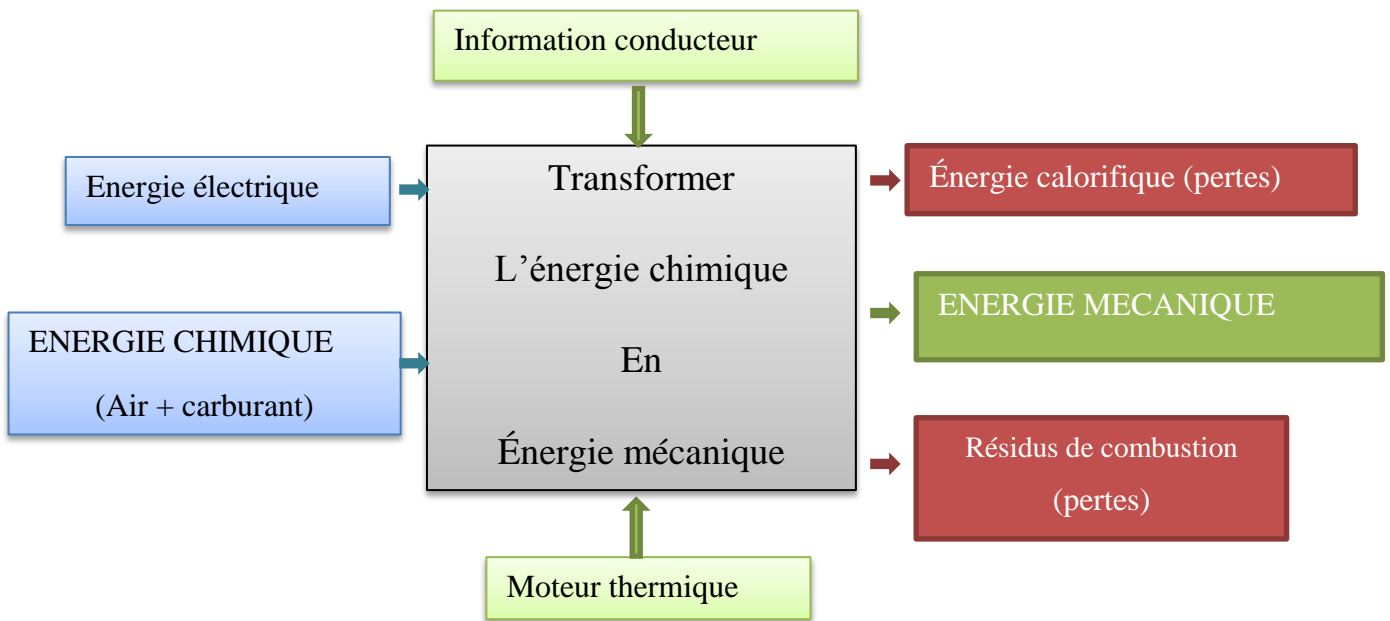 Information conducteur
Energie électrique
ENERGIE CHIMIQUE
(Air + carburant)
Transformer
L’énergie chimique
En
Énergie mécanique
Énergie calorifique (pertes)
ENERGIE MECANIQUE
Résidus de combustion
(pertes)
Moteur thermique